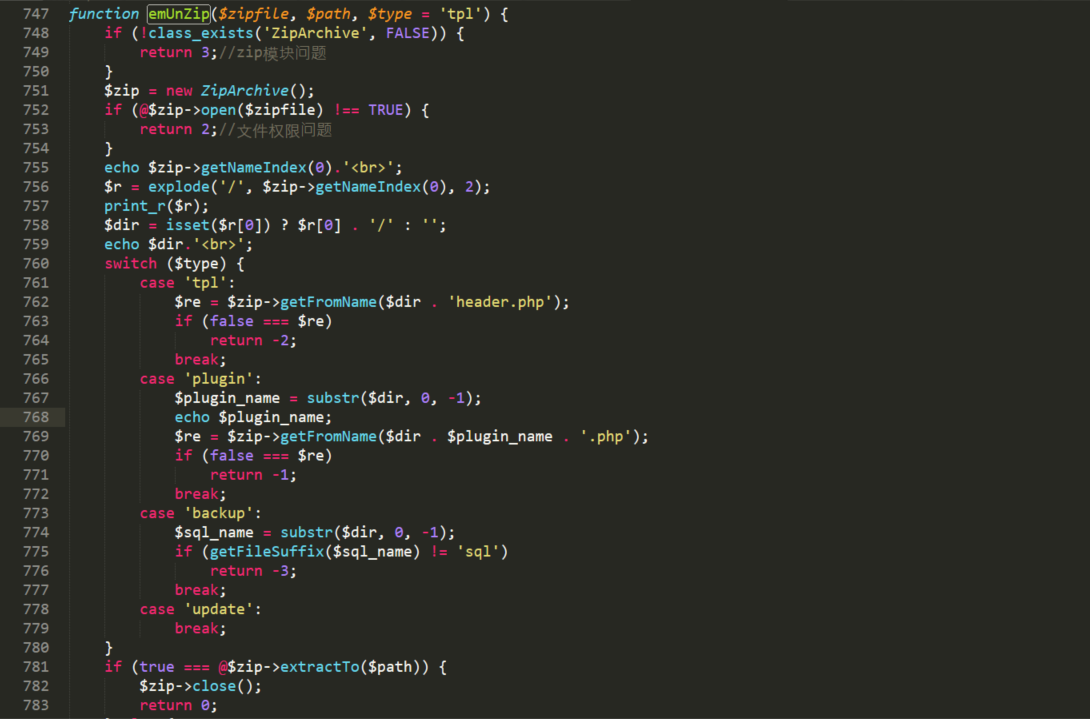 747 function emUnZip($zipfile, $path, $type = 'tpl') {
748     if (!class_exists('ZipArchive', FALSE)) {
749         return 3;//zip模块问题
750     }
751     $zip = new ZipArchive();
752     if (@$zip->open($zipfile) !== TRUE) {
753         return 2;//文件权限问题
754     }
755     echo $zip->getNameIndex(0).'<br>';
756     $r = explode('/', $zip->getNameIndex(0), 2);
757     print_r($r);
758     $dir = isset($r[0]) ? $r[0] . '/' : '';
759     echo $dir.'<br>';
760     switch ($type) {
761         case 'tpl':
762             $re = $zip->getFromName($dir . 'header.php');
763             if (false === $re)
764                 return -2;
765             break;
766         case 'plugin':
767             $plugin_name = substr($dir, 0, -1);
768             echo $plugin_name;
769             $re = $zip->getFromName($dir . $plugin_name . '.php');
770             if (false === $re)
771                 return -1;
772             break;
773         case 'backup':
774             $sql_name = substr($dir, 0, -1);
775             if (getFileSuffix($sql_name) != 'sql')
776                 return -3;
777             break;
778         case 'update':
779             break;
780     }
781     if (true === @$zip->extractTo($path)) {
782         $zip->close();
783         return 0;